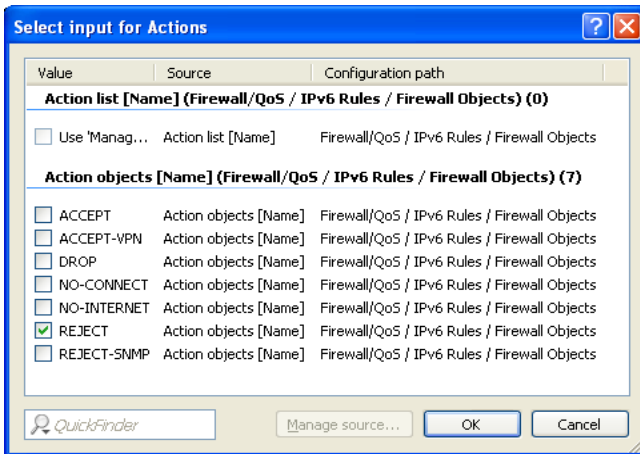 Select input for Actions
Value Source Configuration path
Action list [Name] (Firewall/QoS / IPv6 Rules / Firewall Objects) (0)
Use 'Manag... Action list [Name] Firewall/QoS / IPv6 Rules / Firewall Objects
Action objects [Name] (Firewall/QoS / IPv6 Rules / Firewall Objects) (7)
ACCEPT Action objects [Name] Firewall/QoS / IPv6 Rules / Firewall Objects
ACCEPT-VPN Action objects [Name] Firewall/QoS / IPv6 Rules / Firewall Objects
DROP Action objects [Name] Firewall/QoS / IPv6 Rules / Firewall Objects
NO-CONNECT Action objects [Name] Firewall/QoS / IPv6 Rules / Firewall Objects
NO-INTERNET Action objects [Name] Firewall/QoS / IPv6 Rules / Firewall Objects
REJECT Action objects [Name] Firewall/QoS / IPv6 Rules / Firewall Objects
REJECT-SNMP Action objects [Name] Firewall/QoS / IPv6 Rules / Firewall Objects
QuickFinder Manage source... OK Cancel